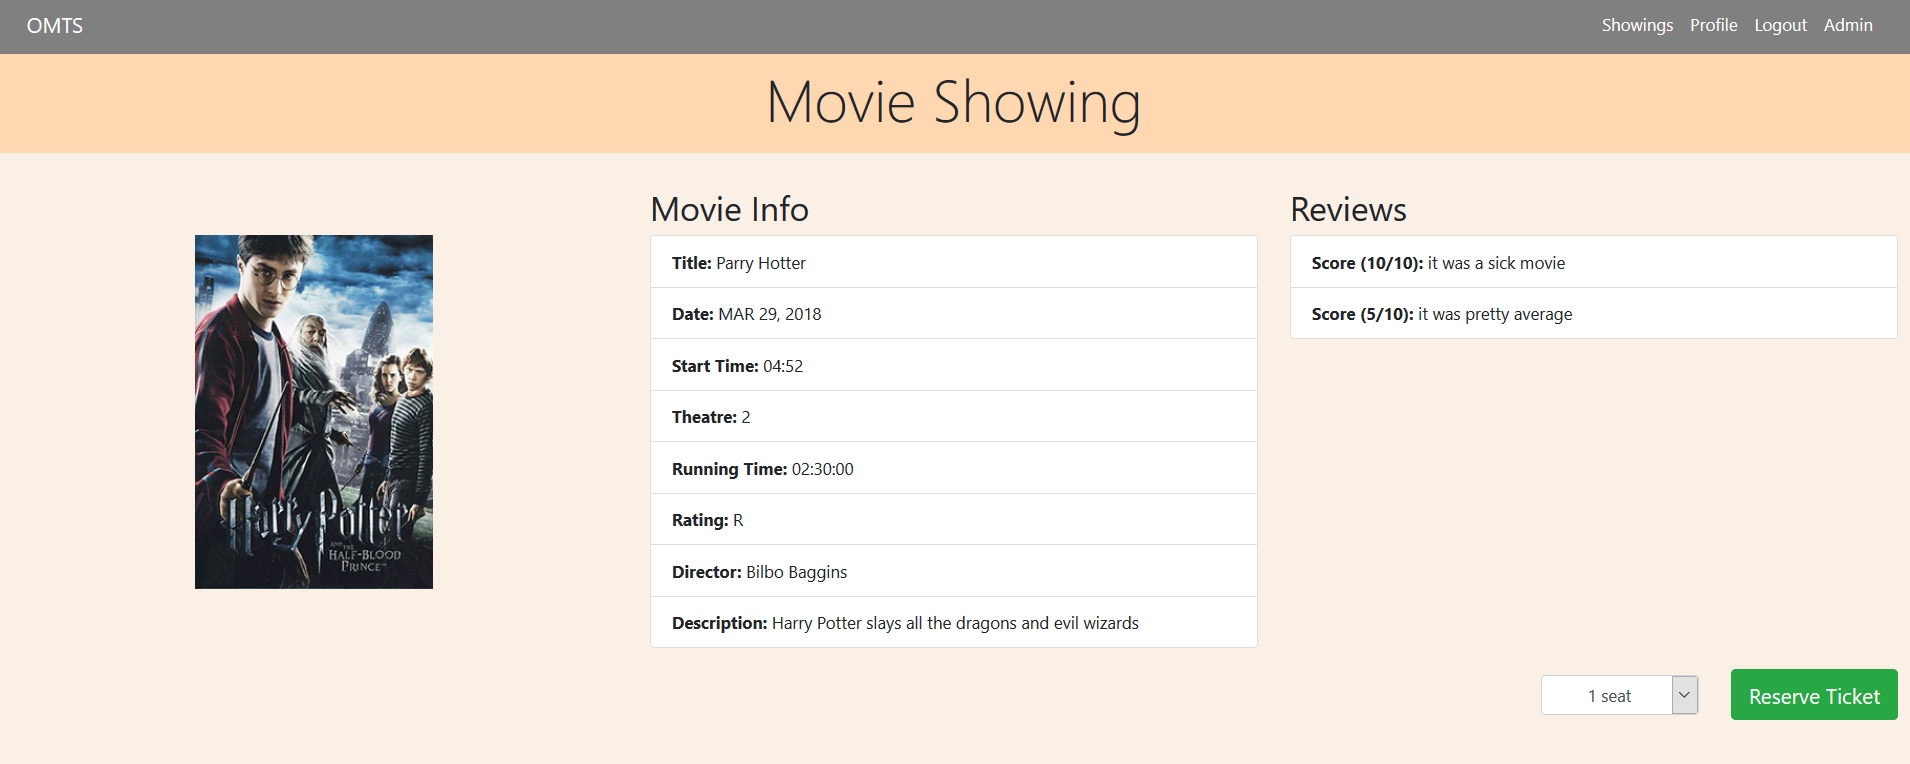 OMTS
Showings Profile Logout Admin
Movie Showing
Harry Potter
AND THE
HALF-BLOOD
PRINCE™
Movie Info
Title: Parry Hotter
Date: MAR 29, 2018
Start Time: 04:52
Theatre: 2
Running Time: 02:30:00
Rating: R
Director: Bilbo Baggins
Description: Harry Potter slays all the dragons and evil wizards
Reviews
Score (10/10): it was a sick movie
Score (5/10): it was pretty average
1 seat
Reserve Ticket